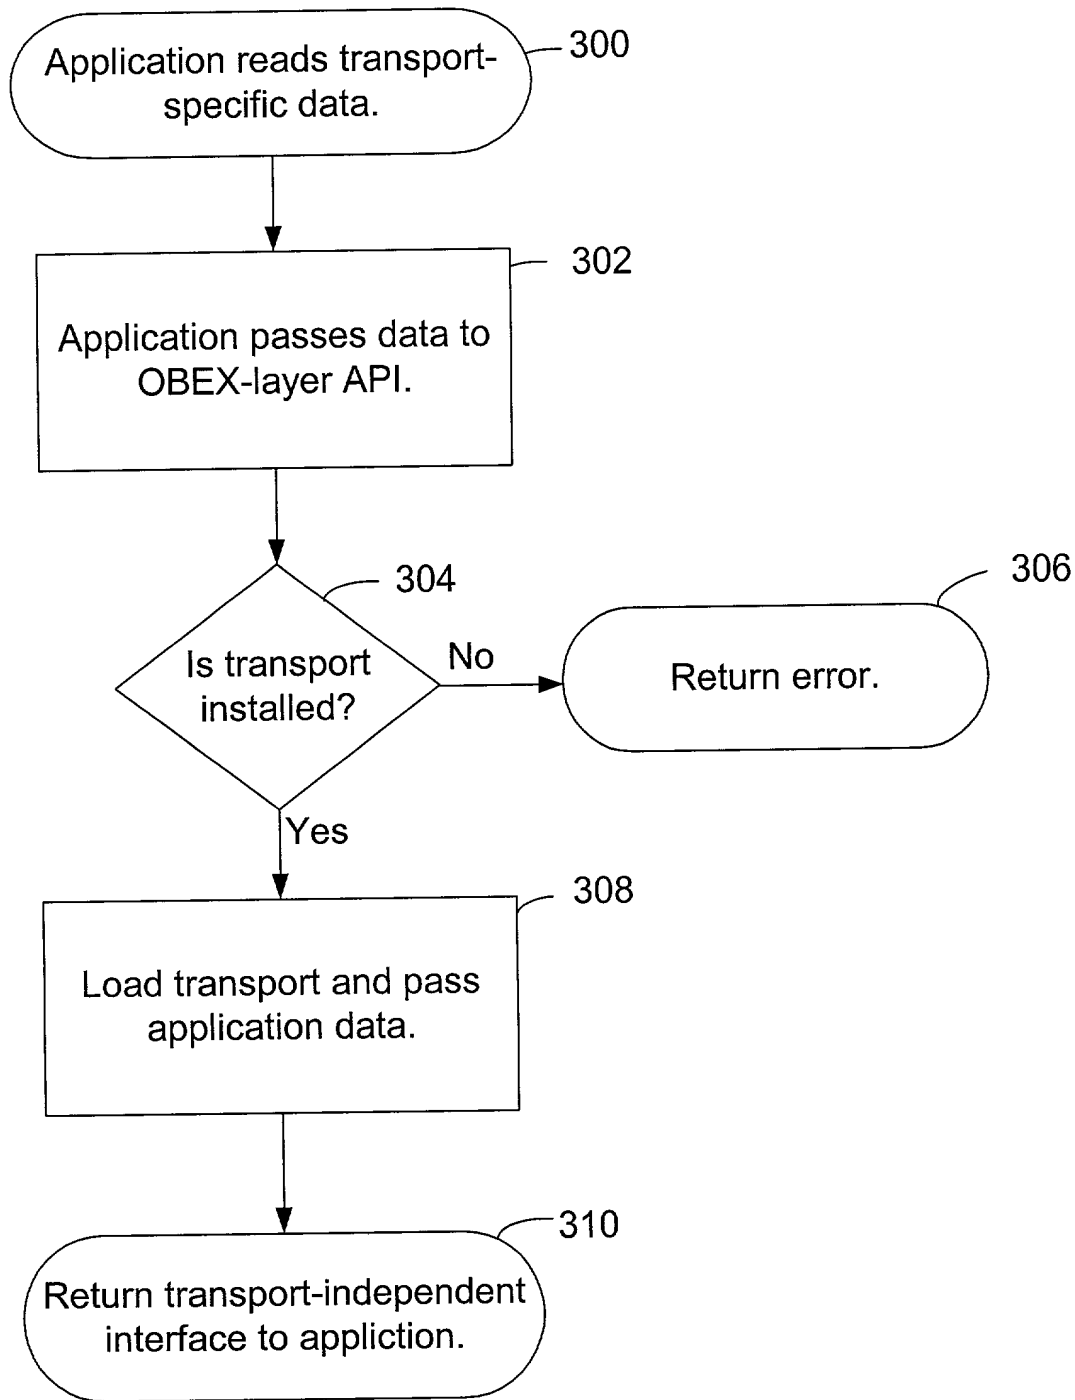 Application reads transport-
specific data.
300
302
Application passes data to
OBEX-layer API.
304
306
Is transport
installed?
No
Return error.
Yes
308
Load transport and pass
application data.
310
Return transport-independent
interface to appliction.